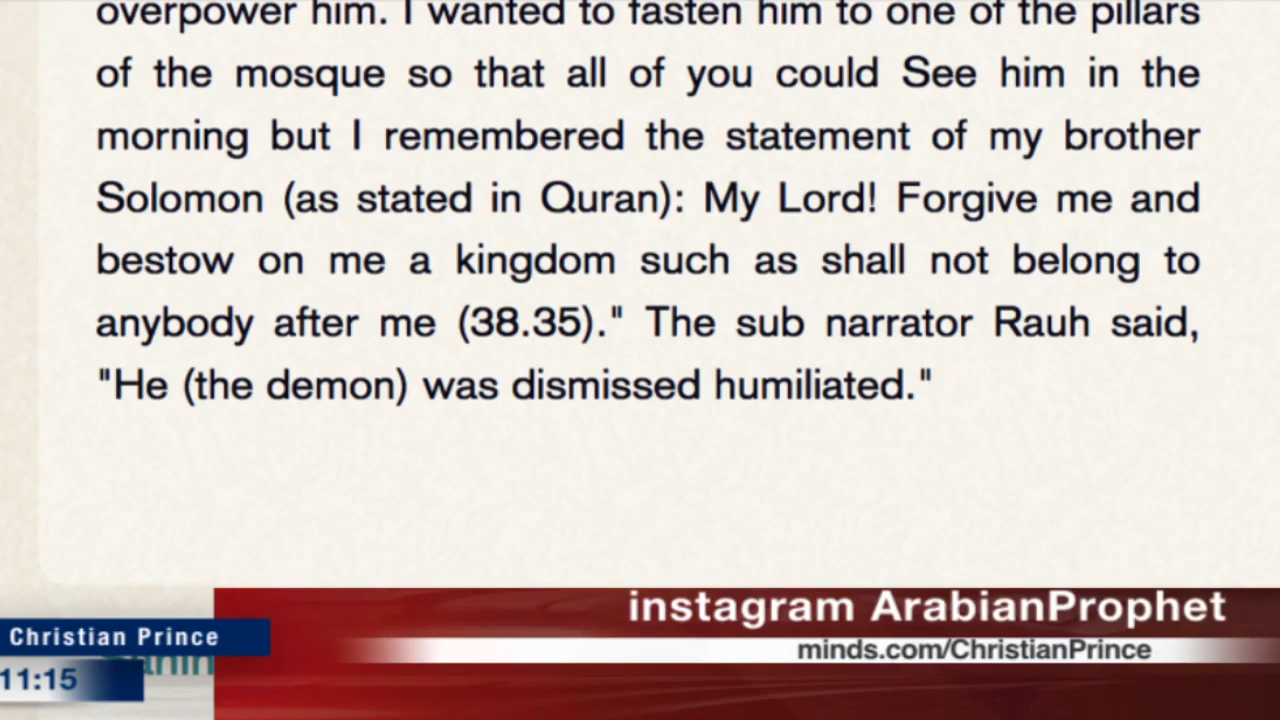 overpower him. I wanted to fasten him to one of the pillars
of the mosque so that all of you could See him in the
morning but I remembered the statement of my brother
Solomon (as stated in Quran): My Lord! Forgive me and
bestow on me a kingdom such as shall not belong to
anybody after me (38.35)." The sub narrator Rauh said,
"He (the demon) was dismissed humiliated."
instagram ArabianProphet
Christian Prince
minds.com/ChristianPrince
11:15